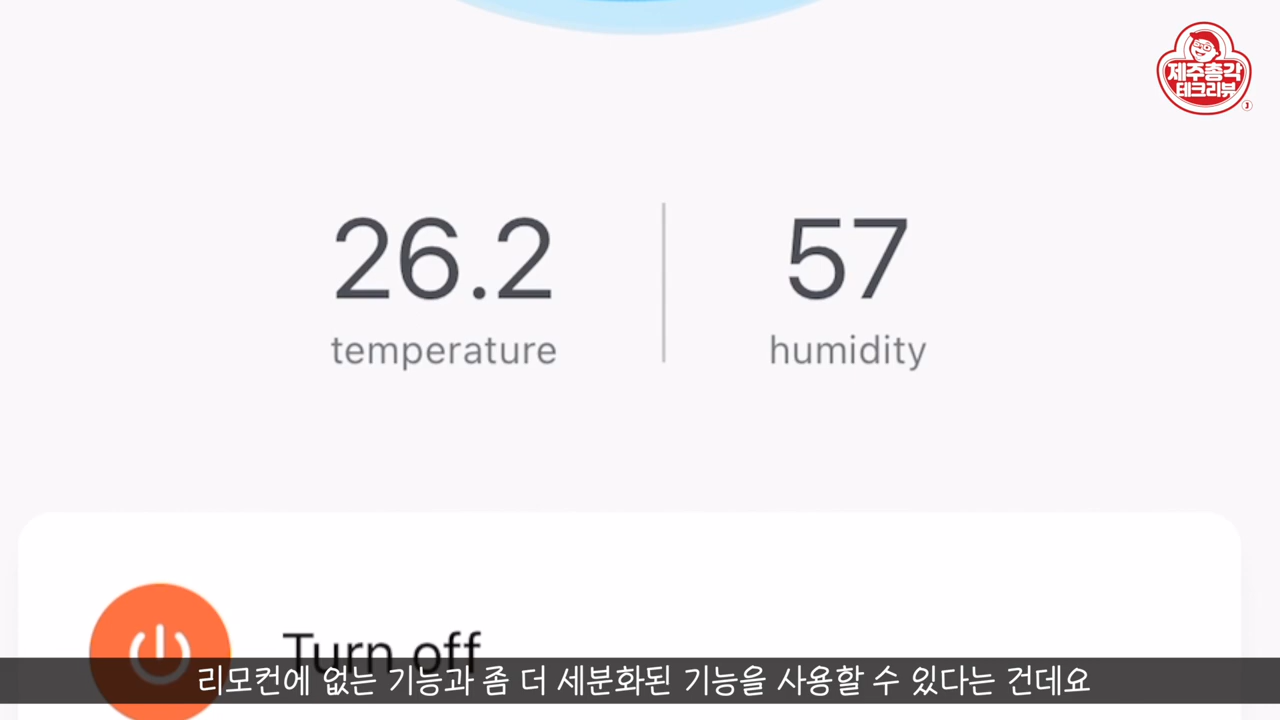 제주총각
테크리뷰
26.2
57
temperature
humidity
Turn off
리모컨에 없는 기능과 좀 더 세분화된 기능을 사용할 수 있다는 건데요